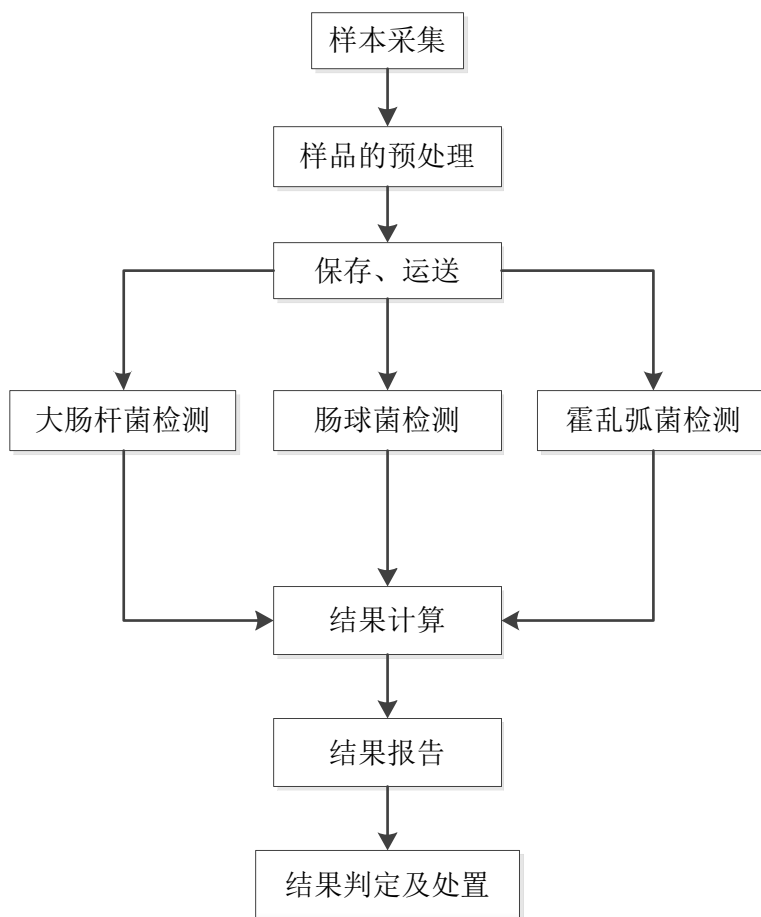 样本采集
样品的预处理
保存、运送
大肠杆菌检测
肠球菌检测
霍乱弧菌检测
结果计算
结果报告
结果判定及处置